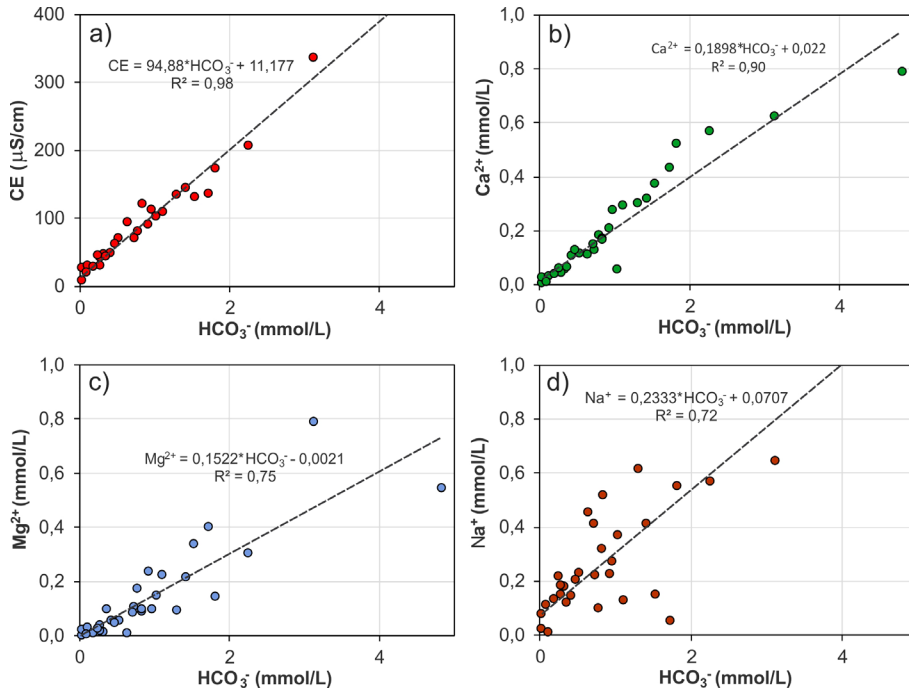 a)
CE = 94,88*HCO₃⁻ + 11,177
R² = 0,98
CE (µS/cm)
400
300
200
100
0
0
2
4
HCO₃⁻ (mmol/L)
b)
Ca²⁺ = 0,1898*HCO₃⁻ + 0,022
R² = 0,90
Ca²⁺ (mmol/L)
1,0
0,8
0,6
0,4
0,2
0,0
0
2
4
HCO₃⁻ (mmol/L)
c)
Mg²⁺ = 0,1522*HCO₃⁻ - 0,0021
R² = 0,75
Mg²⁺ (mmol/L)
1,0
0,8
0,6
0,4
0,2
0,0
0
2
4
HCO₃⁻ (mmol/L)
d)
Na⁺ = 0,2333*HCO₃⁻ + 0,0707
R² = 0,72
Na⁺ (mmol/L)
1,0
0,8
0,6
0,4
0,2
0,0
0
2
4
HCO₃⁻ (mmol/L)